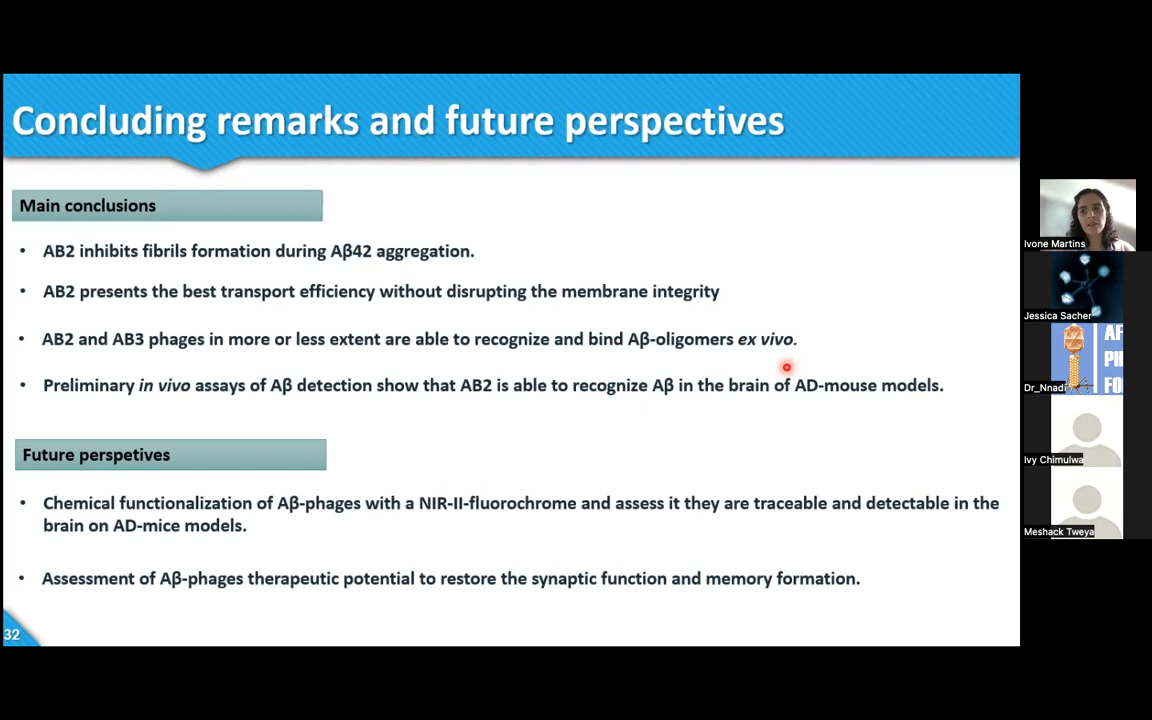 Concluding remarks and future perspectives
Main conclusions
• AB2 inhibits fibrils formation during Aβ42 aggregation.
• AB2 presents the best transport efficiency without disrupting the membrane integrity
• AB2 and AB3 phages in more or less extent are able to recognize and bind Aβ-oligomers ex vivo.
• Preliminary in vivo assays of Aβ detection show that AB2 is able to recognize Aβ in the brain of AD-mouse models.
Future perspetives
• Chemical functionalization of Aβ-phages with a NIR-II-fluorochrome and assess it they are traceable and detectable in the
brain on AD-mice models.
• Assessment of Aβ-phages therapeutic potential to restore the synaptic function and memory formation.
32
Ivone Martins
Jessica Sacher
AF
PH
FO
Dr_Nnadi
Ivy Chimulwa
Meshack Tweya